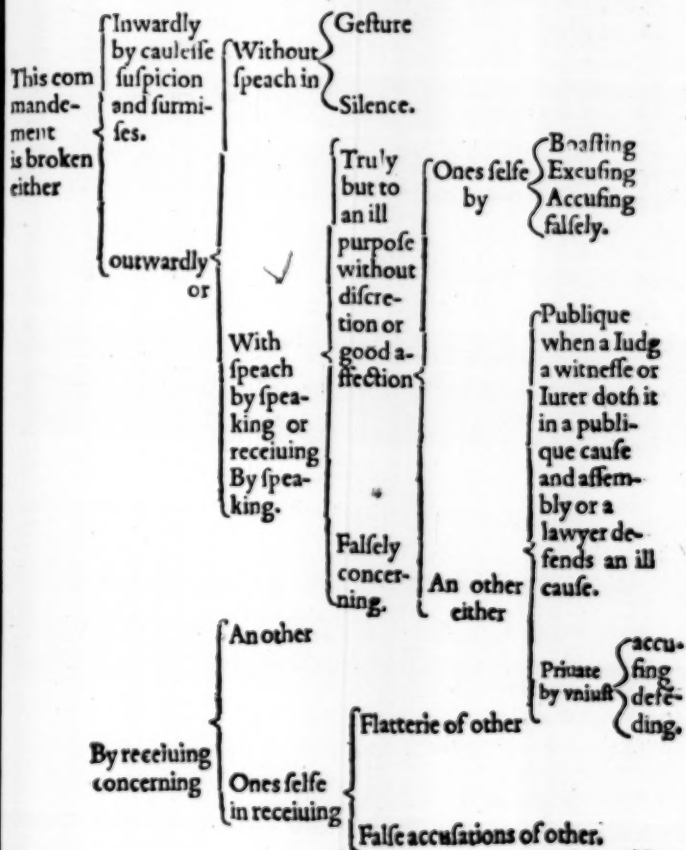 This com
mande-
ment
is broken
either
Inwardly
by cauleſſe
ſuſpicion
and ſurmi-
ſes.
outwardly
or
Without
ſpeach in
Geſture
Silence.
With
ſpeach
by ſpea-
king or
receiuing
By ſpea-
king.
Truly
but to
an ill
purpoſe
without
diſcre-
tion or
good a-
ffection
Falſely
concer-
ning.
Ones ſelfe
by
Boaſting
Excuſing
Accuſing
falſely.
An other
either
Publique
when a Iudg
a witneſſe or
Iurer doth it
in a publi-
que cauſe
and aſſem-
bly or a
lawyer de-
fends an ill
cauſe.
Priuate
by vniuſt
accu-
ſing
defē-
ding.
By receiuing
concerning
An other
Ones ſelfe
in receiuing
Flatterie of other
Falſe accuſations of other.